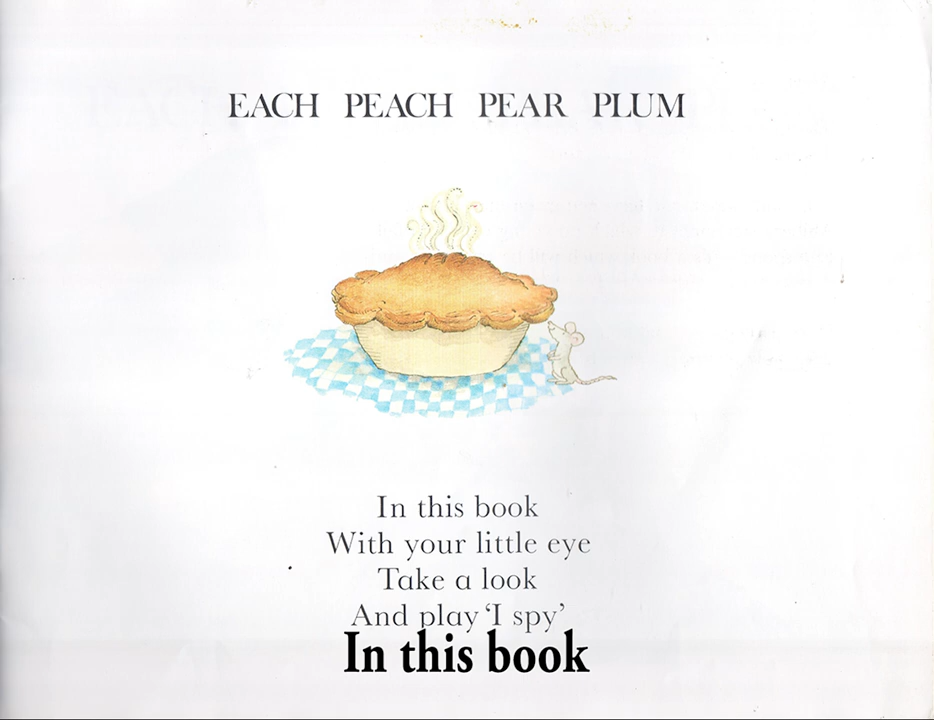 EACH PEACH PEAR PLUM
In this book
With your little eye
Take a look
And play ‘I spy’
In this book